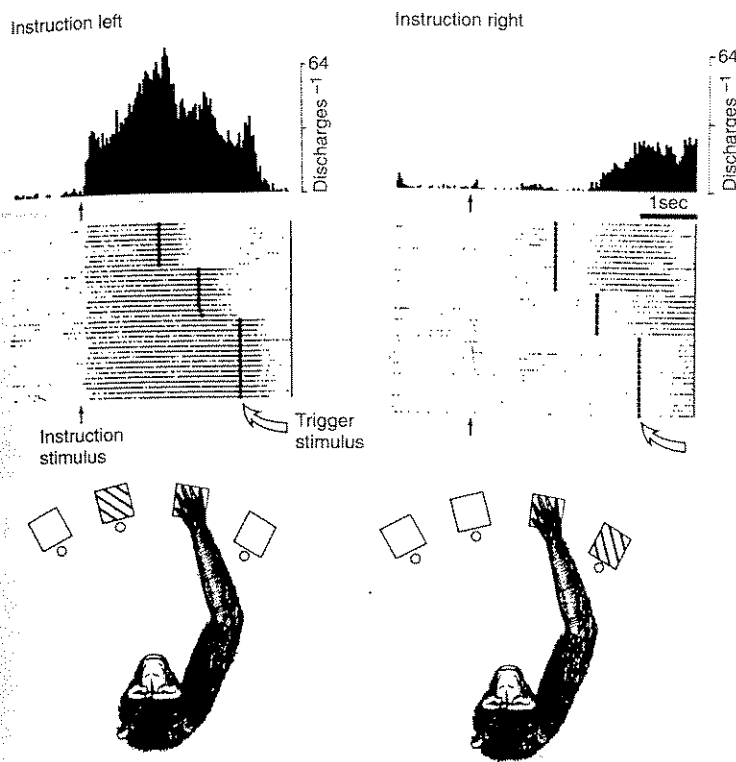 Instruction left
64
Discharges –1
Instruction
stimulus
Trigger
stimulus
Instruction right
64
Discharges –1
1sec